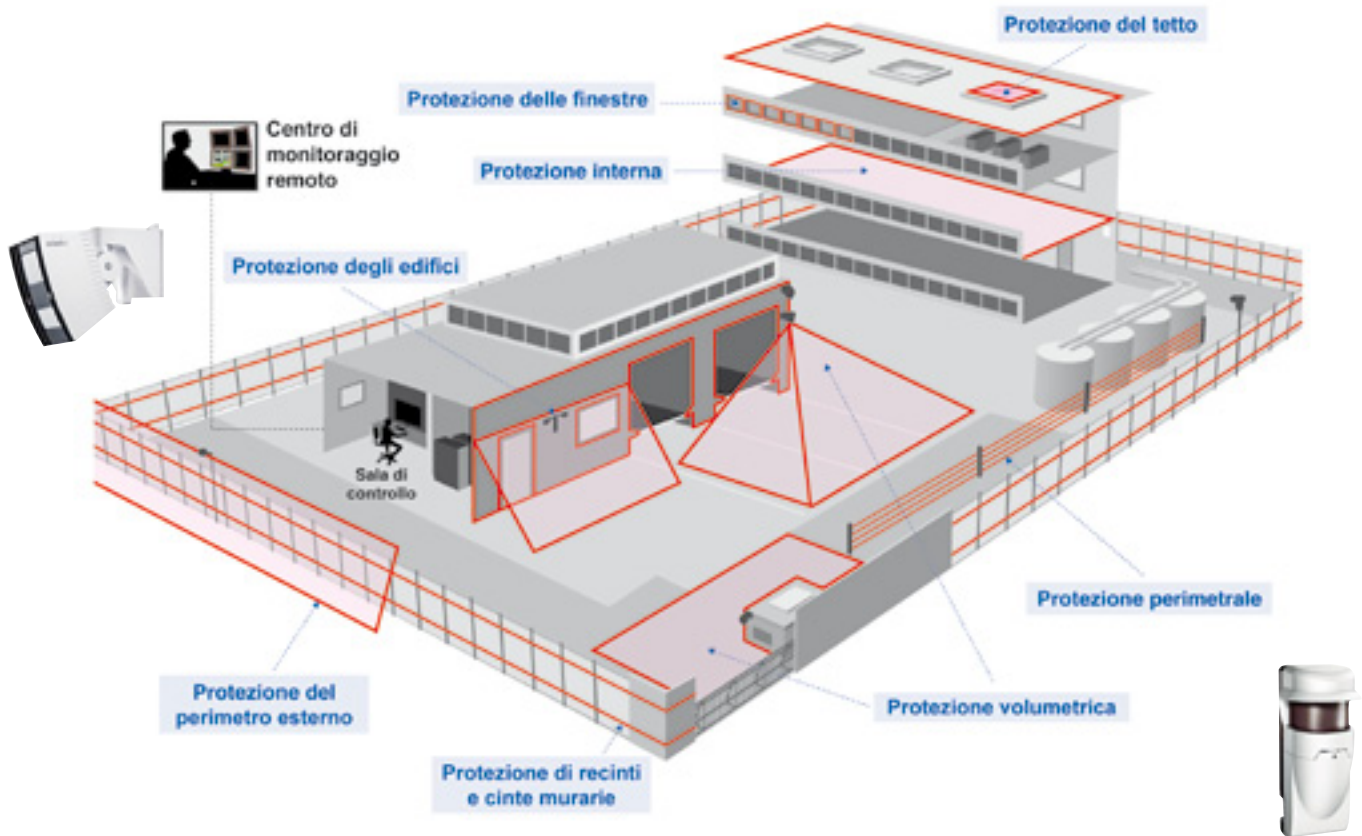 Protezione del tetto
Protezione delle finestre
Centro di
monitoraggio
remoto
Protezione interna
Protezione degli edifici
Sala di
controllo
Protezione perimetrale
Protezione del
perimetro esterno
Protezione volumetrica
Protezione di recinti
e cinte murarie